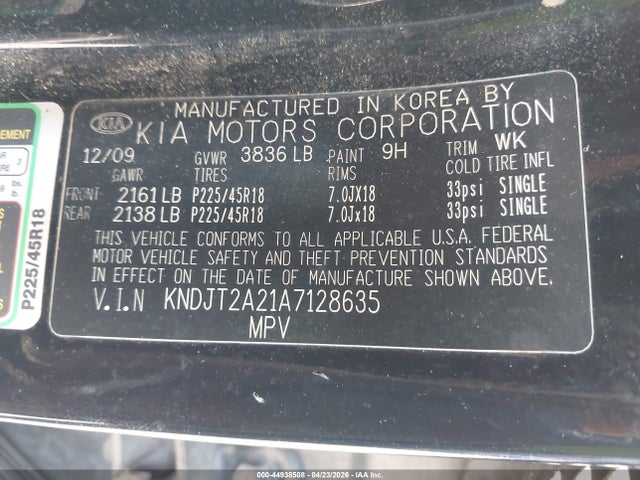 MANUFACTURED IN KOREA BY
KIA KIA MOTORS CORPORATION
12/09 GVWR 3836 LB PAINT 9H TRIM WK
GAWR TIRES RIMS COLD TIRE INFL
FRONT 2161 LB P225/45R18 7.0JX18 33psi SINGLE
REAR 2138 LB P225/45R18 7.0Jx18 33psi SINGLE
THIS VEHICLE CONFORMS TO ALL APPLICABLE U.S.A. FEDERAL
MOTOR VEHICLE SAFETY AND THEFT PREVENTION STANDARDS
IN EFFECT ON THE DATE OF MANUFACTURE SHOWN ABOVE.
V.I.N KNDJT2A21A7128635
MPV
P225/45R18
000-44938508 - 04/23/2026 - COPYRIGHT IAA, LLC